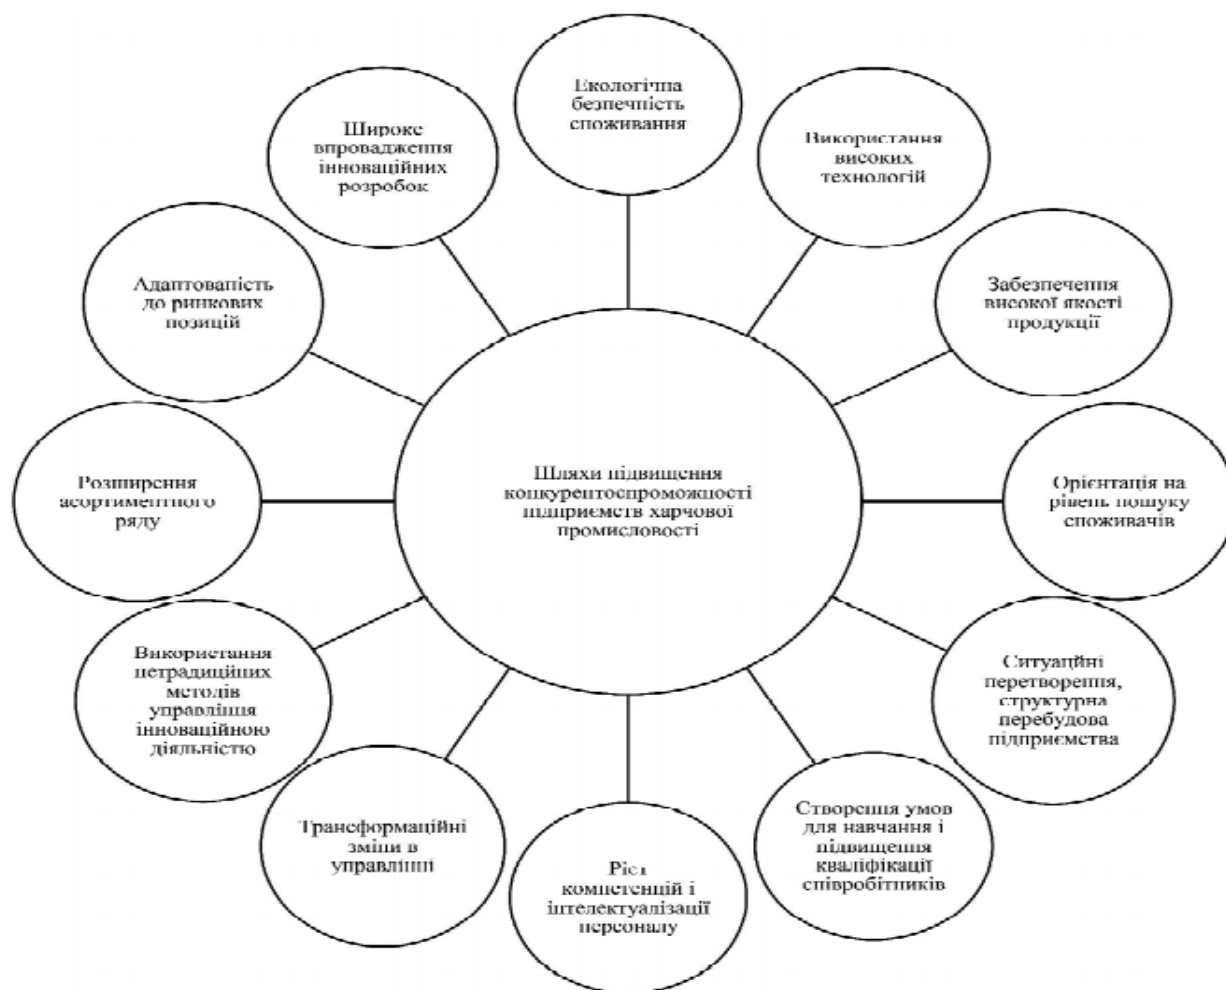 Екологічна
безпечність
споживання
Використання
високих
технологій
Забезпечення
високої якості
продукції
Орієнтація на
рівень пошуку
споживачів
Ситуаційні
перетворення,
структурна
перебудова
підприємства
Створення умов
для навчання і
підвищення
кваліфікації
співробітників
Ріст
компетенцій і
інтелектуалізації
персоналу
Трансформаційні
зміни в
управлінні
Використання
нетрадиційних
методів
управління
інноваційною
діяльністю
Розширення
асортиментного
ряду
Адаптованість
до ринкових
позицій
Широке
впровадження
інноваційних
розробок
Шляхи підвищення
конкурентоспроможності
підприємств харчової
промисловості